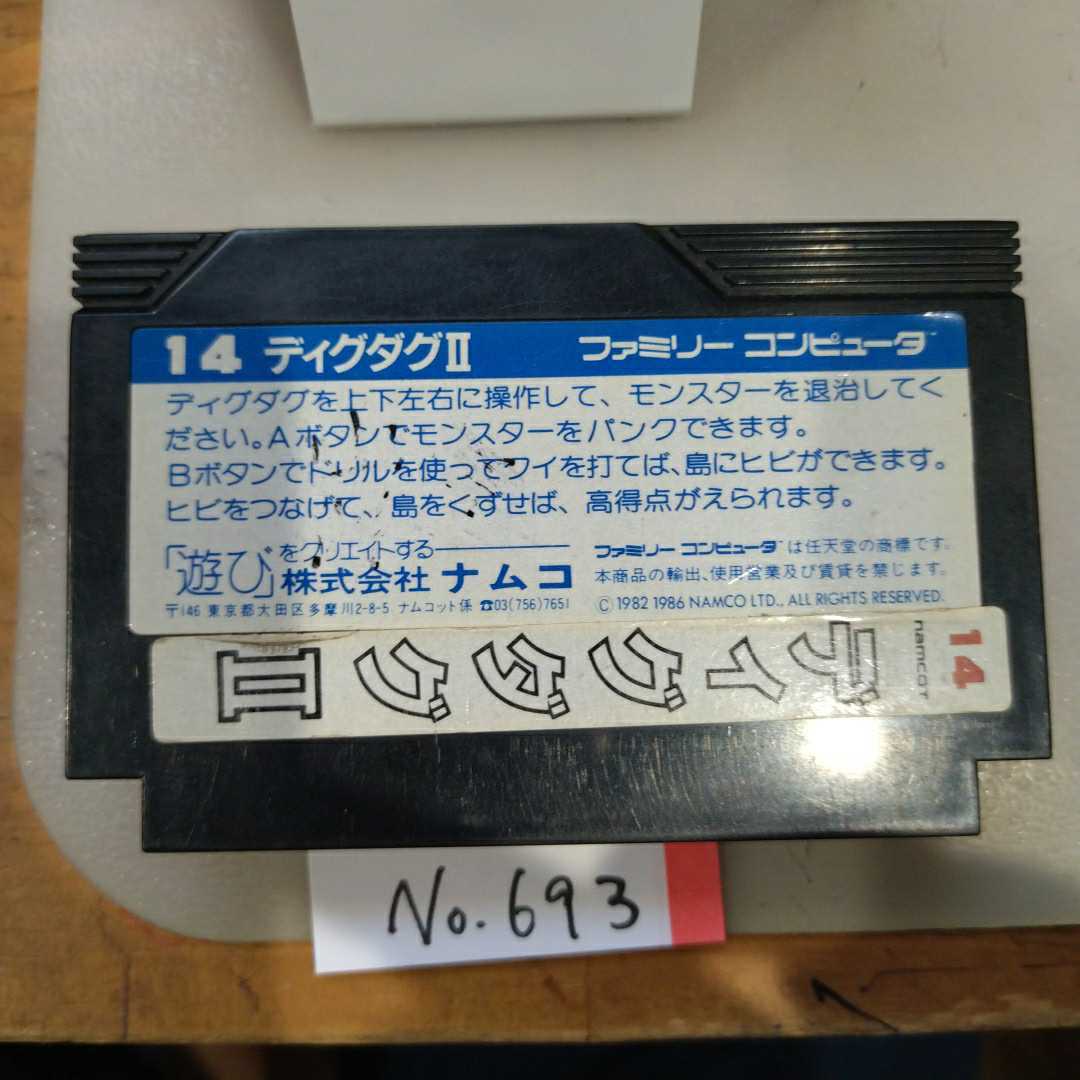 14 ディグダグⅡ ファミリー コンピュータ™
ディグダグを上下左右に操作して、モンスターを退治してく
ださい。Aボタンでモンスターをパンクできます。
Bボタンでドリルを使ってクイを打てば、島にヒビができます。
ヒビをつなげて、島をくずせば、高得点がえられます。
「遊び」をクリエイトする
株式会社 ナムコ
〒146 東京都大田区多摩川2-8-5 ナムコット係 ☎03(756)7651
ファミリー コンピュータ™は任天堂の商標です。
本商品の輸出、使用営業及び賃貸を禁じます。
Ⓒ 1982 1986 NAMCO LTD., ALL RIGHTS RESERVED.
14
namcot
ディグダグⅡ
No.693